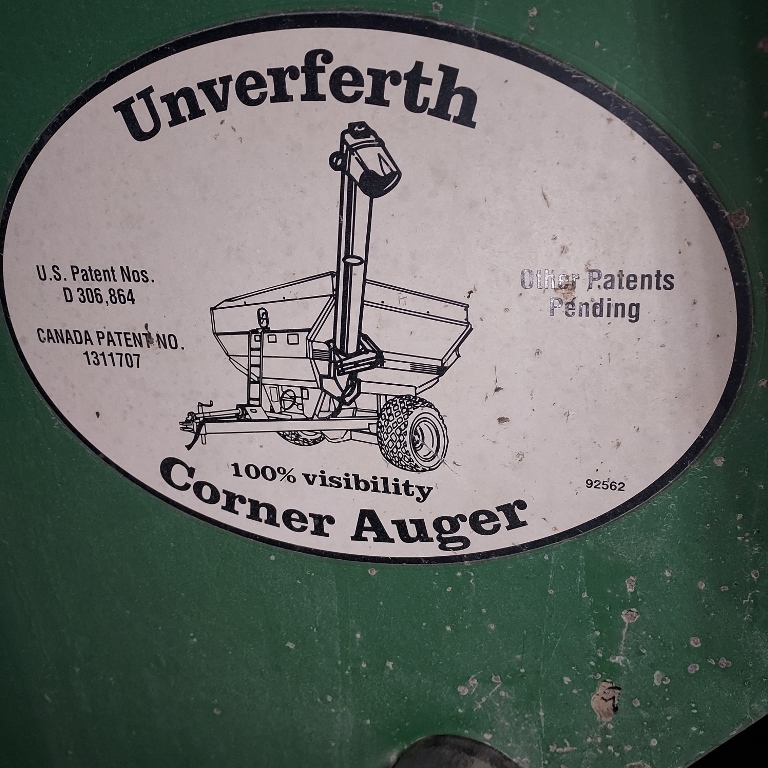 Unverferth
U.S. Patent Nos.
D 306,864
CANADA PATENT NO.
1311707
Other Patents
Pending
100% visibility
Corner Auger
92562